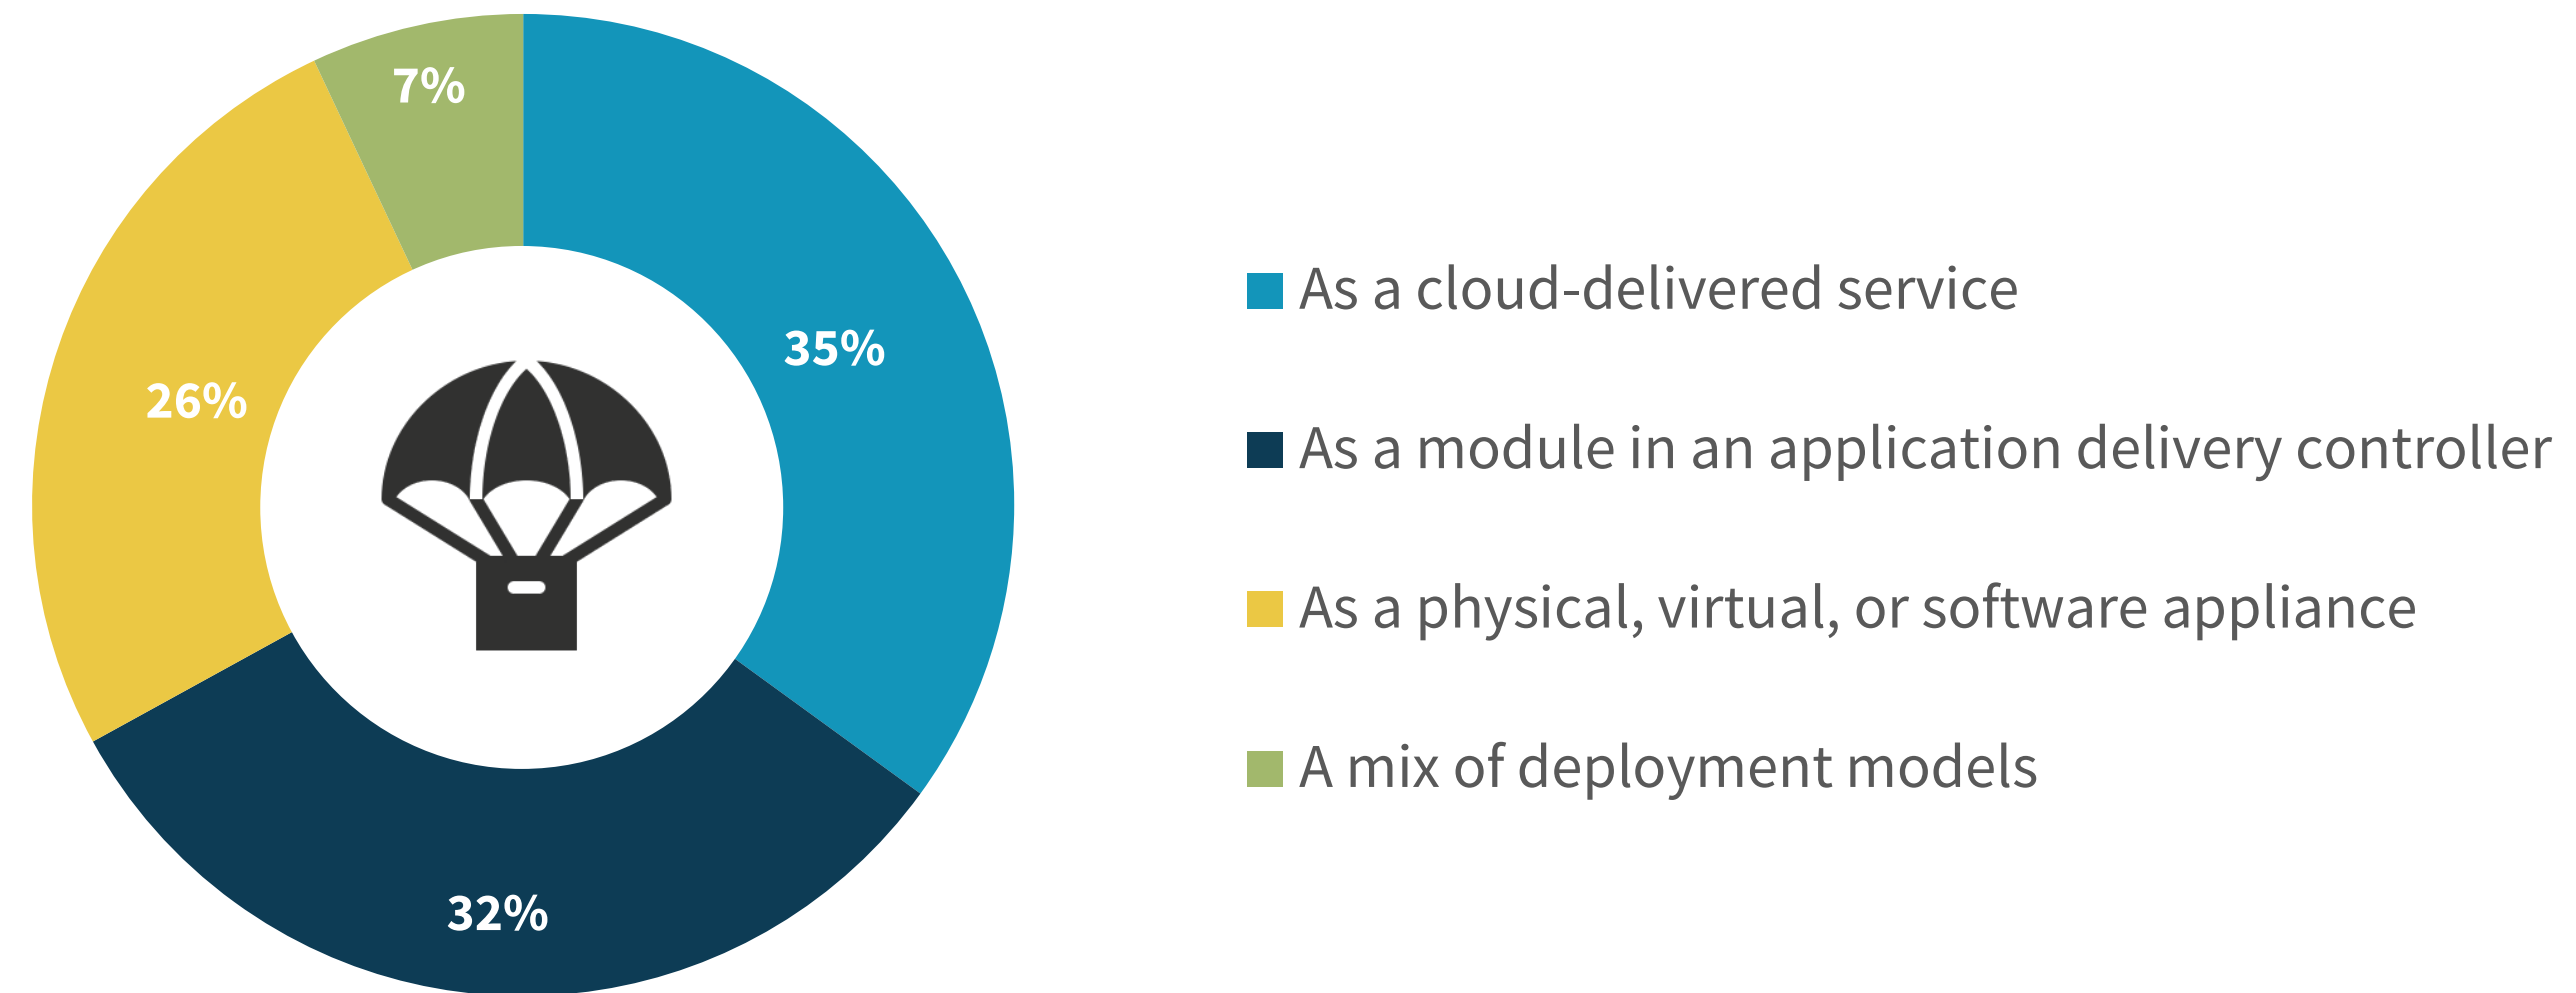 7%
35%
26%
32%
As a cloud-delivered service
As a module in an application delivery controller
As a physical, virtual, or software appliance
A mix of deployment models